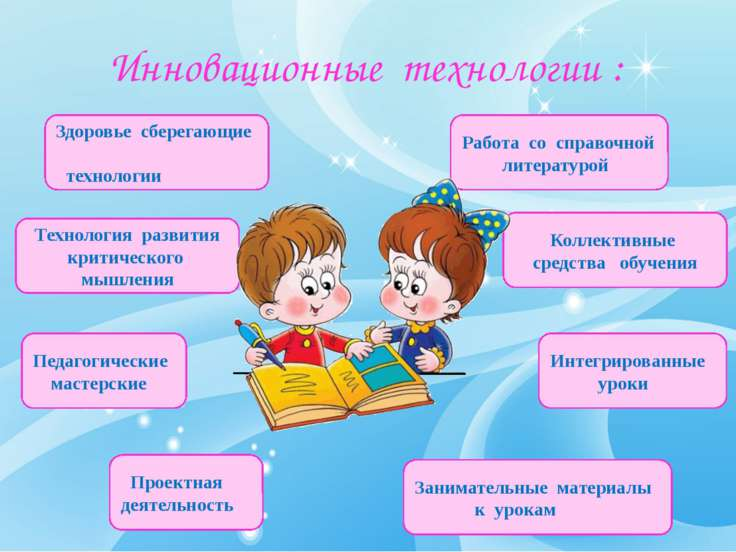 Инновационные технологии :
Здоровье сберегающие
технологии
Работа со справочной
литературой
Технология развития
критического
мышления
Коллективные
средства обучения
Педагогические
мастерские
Интегрированные
уроки
Проектная
деятельность
Занимательные материалы
к урокам